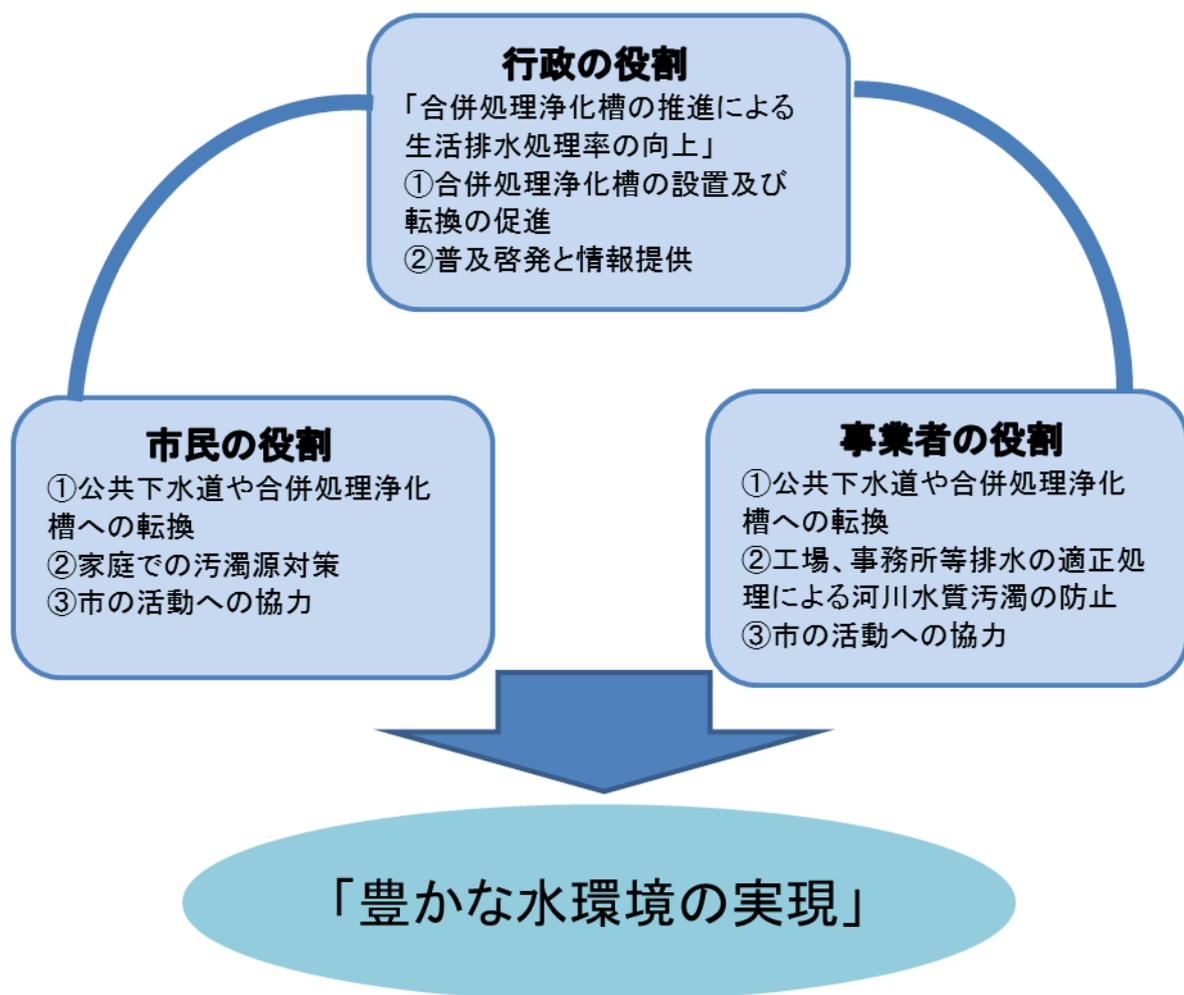 行政の役割
「合併処理浄化槽の推進による
生活排水処理率の向上」
①合併処理浄化槽の設置及び
転換の促進
②普及啓発と情報提供
市民の役割
①公共下水道や合併処理浄化
槽への転換
②家庭での汚濁源対策
③市の活動への協力
事業者の役割
①公共下水道や合併処理浄化
槽への転換
②工場、事務所等排水の適正処
理による河川水質汚濁の防止
③市の活動への協力
「豊かな水環境の実現」